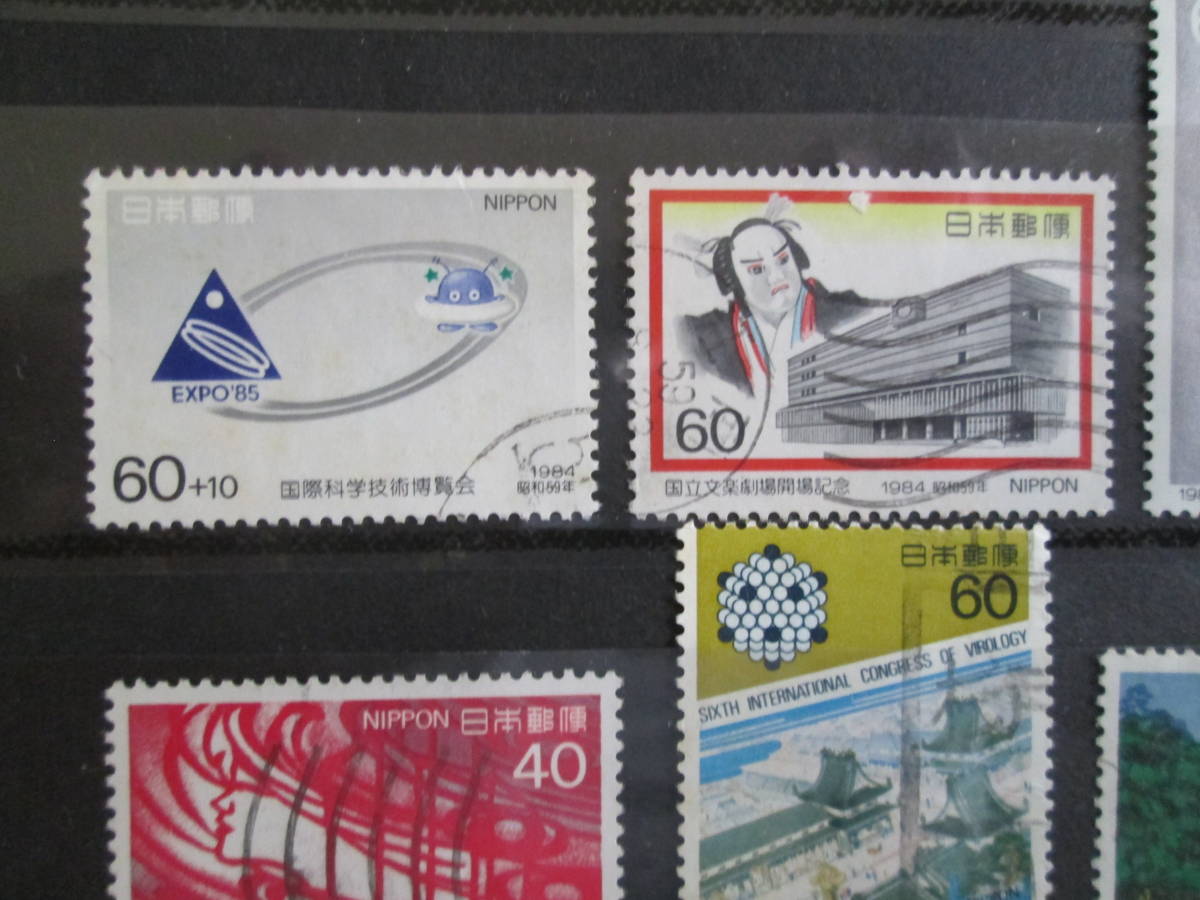 日本郵便
NIPPON
EXPO'85
60+10
国際科学技術博覧会
1984
昭和59年
日本郵便
59
60
国立文楽劇場開場記念
1984 昭和59年 NIPPON
NIPPON 日本郵便
40
日本郵便
60
SIXTH INTERNATIONAL CONGRESS OF VIROLOGY